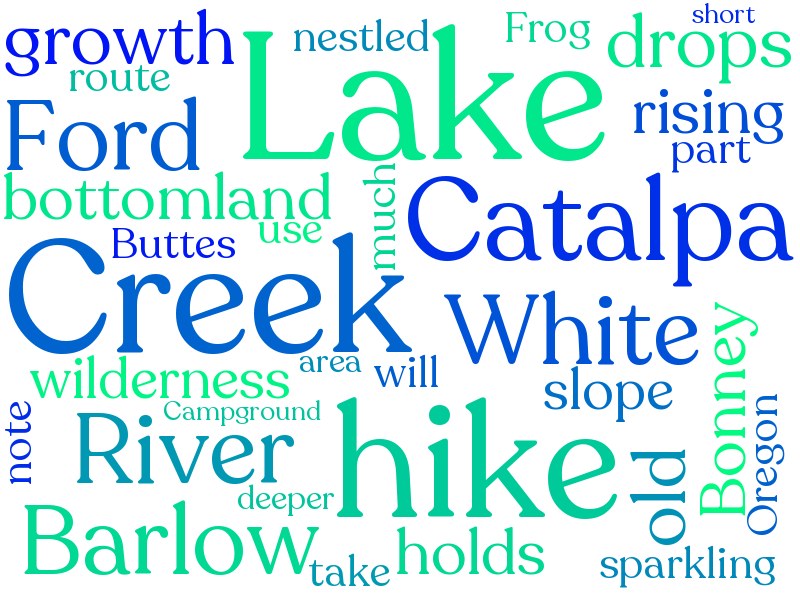 growth
nestled
Frog
short
drops
route
Lake
Ford
rising
part
bottomland
much
Catalpa
use
Buttes
Creek
White
area
will
wilderness
slope
Bonney
Campground
note
River
hike
Oregon
old
deeper
Barlow
holds
take
sparkling